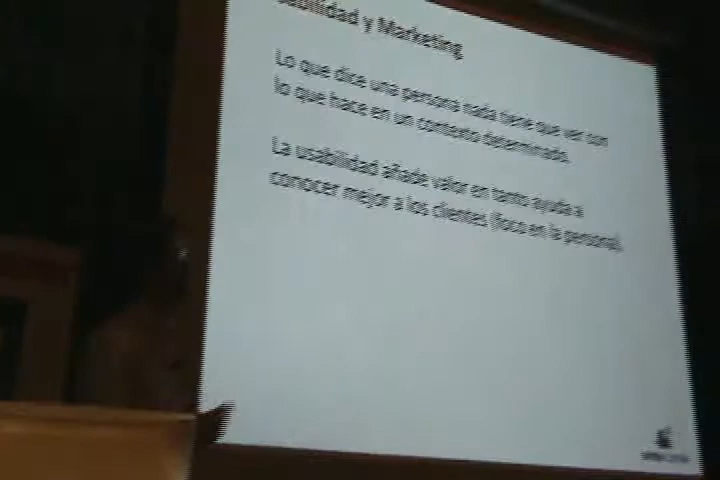 abilidad y Marketing
Lo que dice una persona nada tiene que ver con
lo que hace en un contexto determinado.
La usabilidad añade valor en tanto ayuda a
conocer mejor a los clientes (foco en la persona).